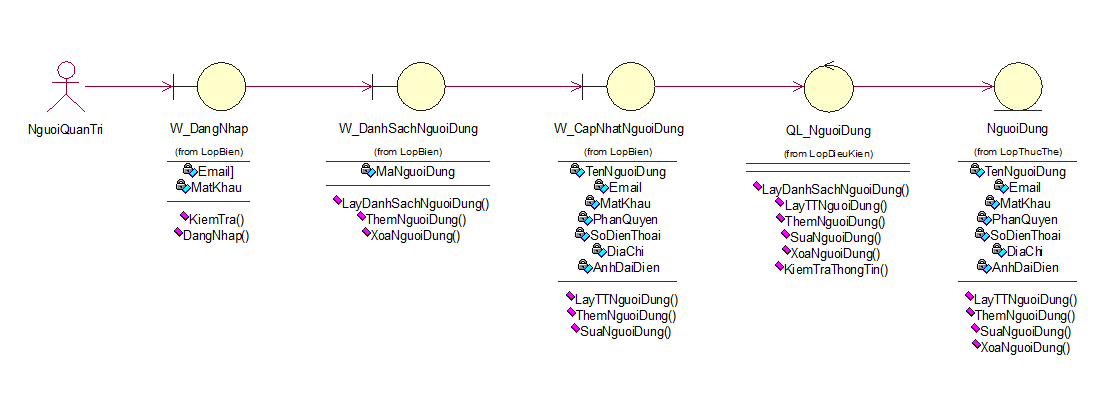 NguoiQuanTri
W_DangNhap
(from LopBien)
Email]
MatKhau
KiemTra()
DangNhap()
W_DanhSachNguoiDung
(from LopBien)
MaNguoiDung
LayDanhSachNguoiDung()
ThemNguoiDung()
XoaNguoiDung()
W_CapNhatNguoiDung
(from LopBien)
TenNguoiDung
Email
MatKhau
PhanQuyen
SoDienThoai
DiaChi
AnhDaiDien
LayTTNguoiDung()
ThemNguoiDung()
SuaNguoiDung()
QL_NguoiDung
(from LopDieuKien)
LayDanhSachNguoiDung()
LayTTNguoiDung()
ThemNguoiDung()
SuaNguoiDung()
XoaNguoiDung()
KiemTraThongTin()
NguoiDung
(from LopThucThe)
TenNguoiDung
Email
MatKhau
PhanQuyen
SoDienThoai
DiaChi
AnhDaiDien
LayTTNguoiDung()
ThemNguoiDung()
SuaNguoiDung()
XoaNguoiDung()